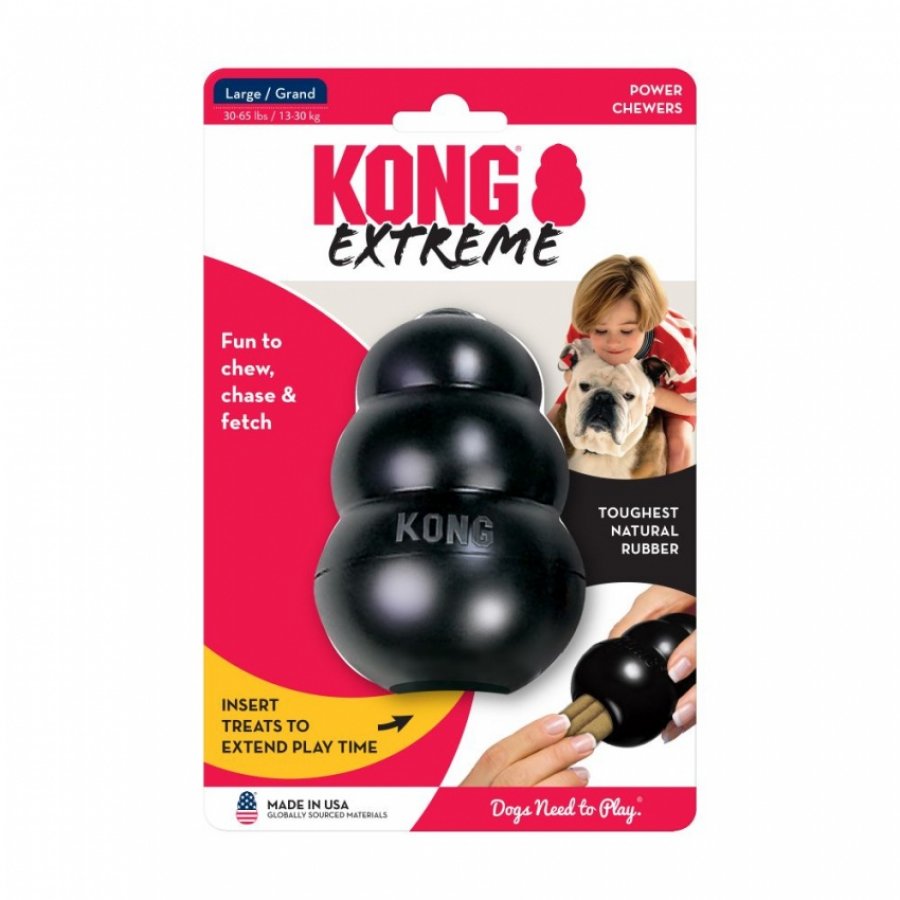 Large / Grand
30-65 lbs / 13-30 kg
POWER
CHEWERS
KONG®
EXTREME
Fun to
chew,
chase &
fetch
KONG
TOUGHEST
NATURAL
RUBBER
INSERT
TREATS TO
EXTEND PLAY TIME
MADE IN USA
GLOBALLY SOURCED MATERIALS
Dogs Need to Play.®